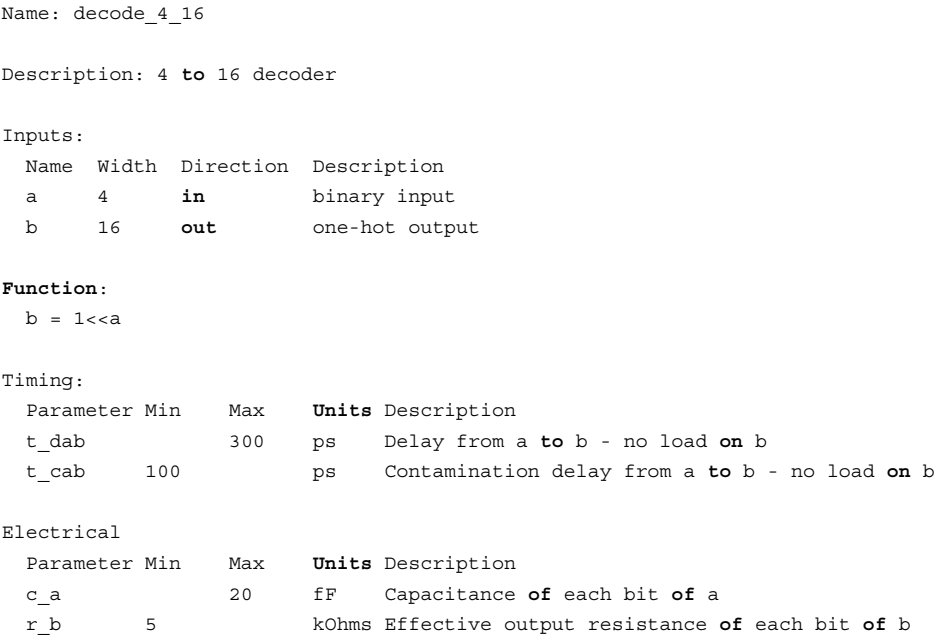 Name: decode_4_16
Description: 4 to 16 decoder
Inputs:
Name Width Direction Description
a 4 in binary input
b 16 out one-hot output
Function:
b = 1<<a
Timing:
Parameter Min Max Units Description
t_dab 300 ps Delay from a to b - no load on b
t_cab 100 ps Contamination delay from a to b - no load on b
Electrical
Parameter Min Max Units Description
c_a 20 fF Capacitance of each bit of a
r_b 5 kOhms Effective output resistance of each bit of b